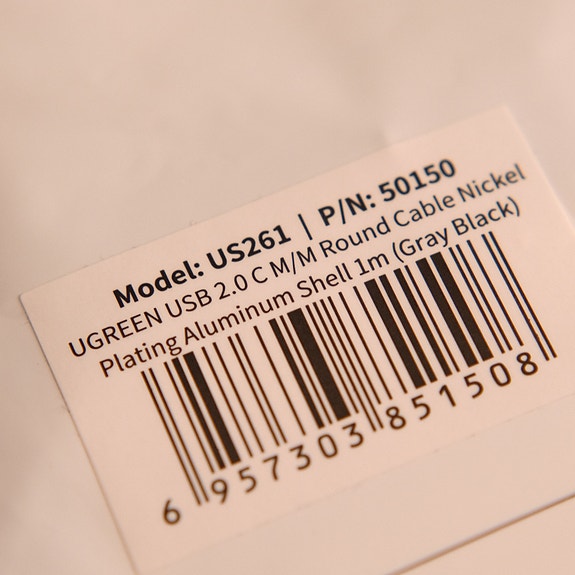 Model: US261 | P/N: 50150
UGREEN USB 2.0 C M/M Round Cable Nickel
Plating Aluminum Shell 1m (Gray Black)
6 957303 851508